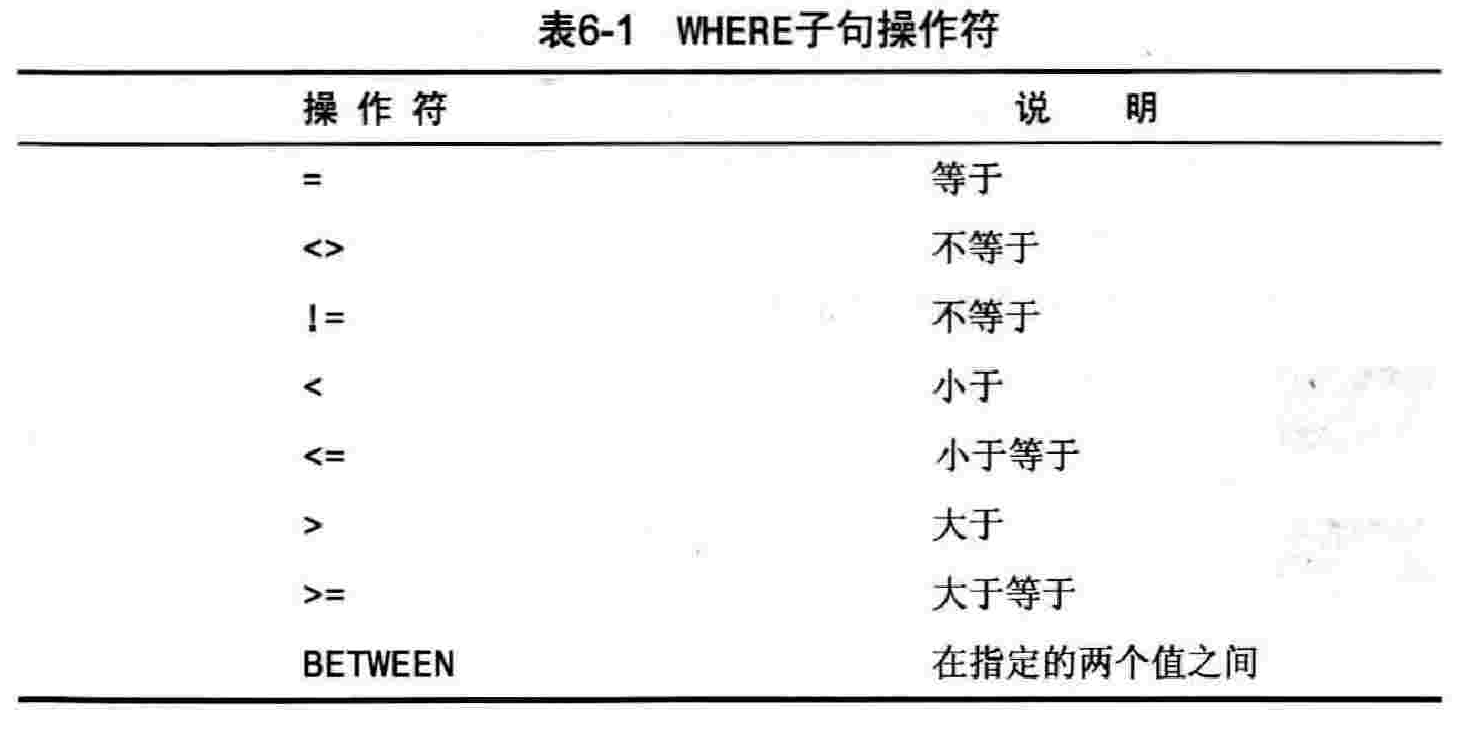 表6-1 WHERE子句操作符
操 作 符 说 明
= 等于
<> 不等于
!= 不等于
< 小于
<= 小于等于
> 大于
>= 大于等于
BETWEEN 在指定的两个值之间